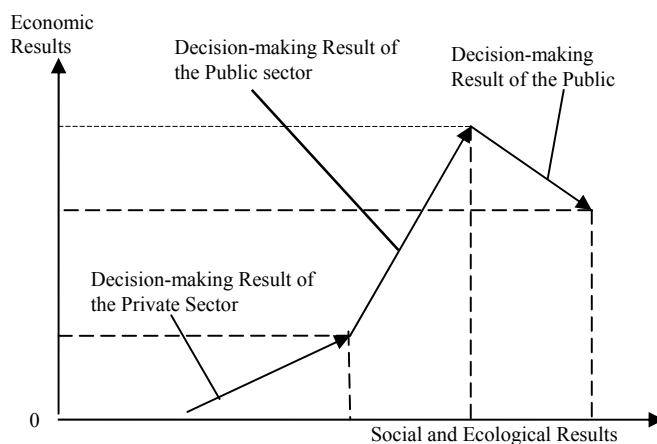 Economic
Results
Decision-making Result of
the Public sector
Decision-making
Result of the Public
Decision-making Result of
the Private Sector
0
Social and Ecological Results